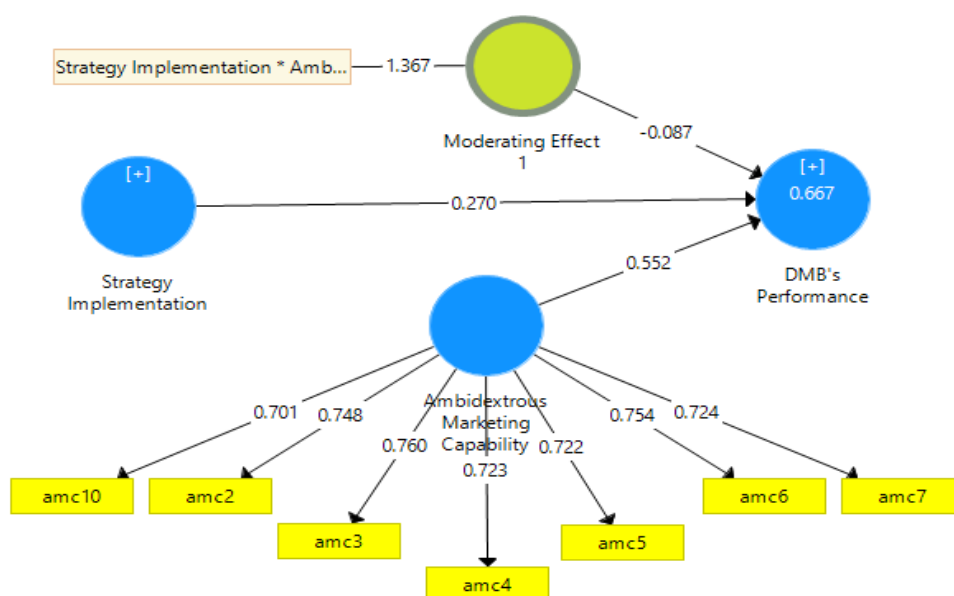 Strategy Implementation * Amb...
1.367
Moderating Effect
1
-0.087
[+]
[+]
0.667
0.270
Strategy
Implementation
DMB's
Performance
0.552
Ambidextrous
Marketing
Capability
0.701
0.748
0.760
0.723
0.722
0.754
0.724
amc10
amc2
amc3
amc4
amc5
amc6
amc7